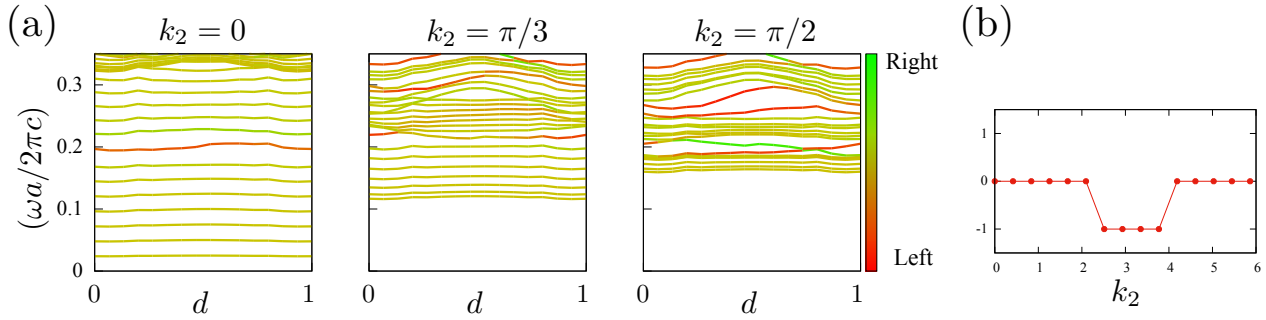 (a)
k₂ = 0
k₂ = π/3
k₂ = π/2
(b)
(ωa/2πc)
0.3
0.2
0.1
0
0 1
d
0 1
d
0 1
d
Right
Left
1
0
-1
0 1 2 3 4 5 6
k₂